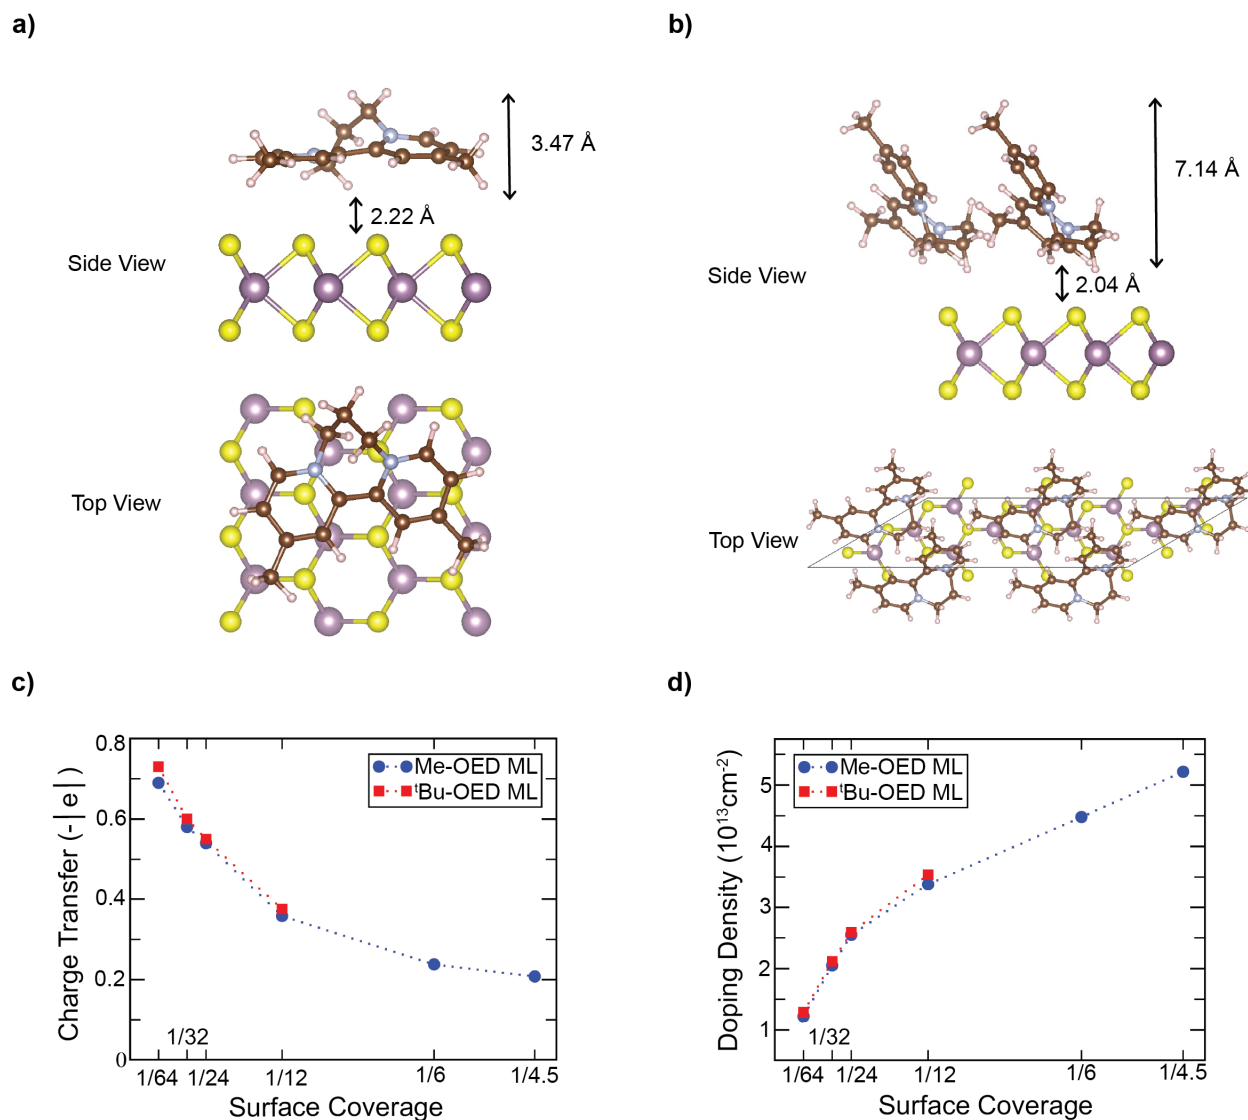 a)
3.47 Å
2.22 Å
Side View
Top View
b)
7.14 Å
2.04 Å
Side View
Top View
c)
Charge Transfer (-|e|)
0.8
0.6
0.4
0.2
0
Me-OED ML
ᵗBu-OED ML
1/64
1/32
1/24
1/12
1/6
1/4.5
Surface Coverage
d)
Doping Density (10¹³cm⁻²)
5
4
3
2
1
Me-OED ML
ᵗBu-OED ML
1/64
1/32
1/24
1/12
1/6
1/4.5
Surface Coverage